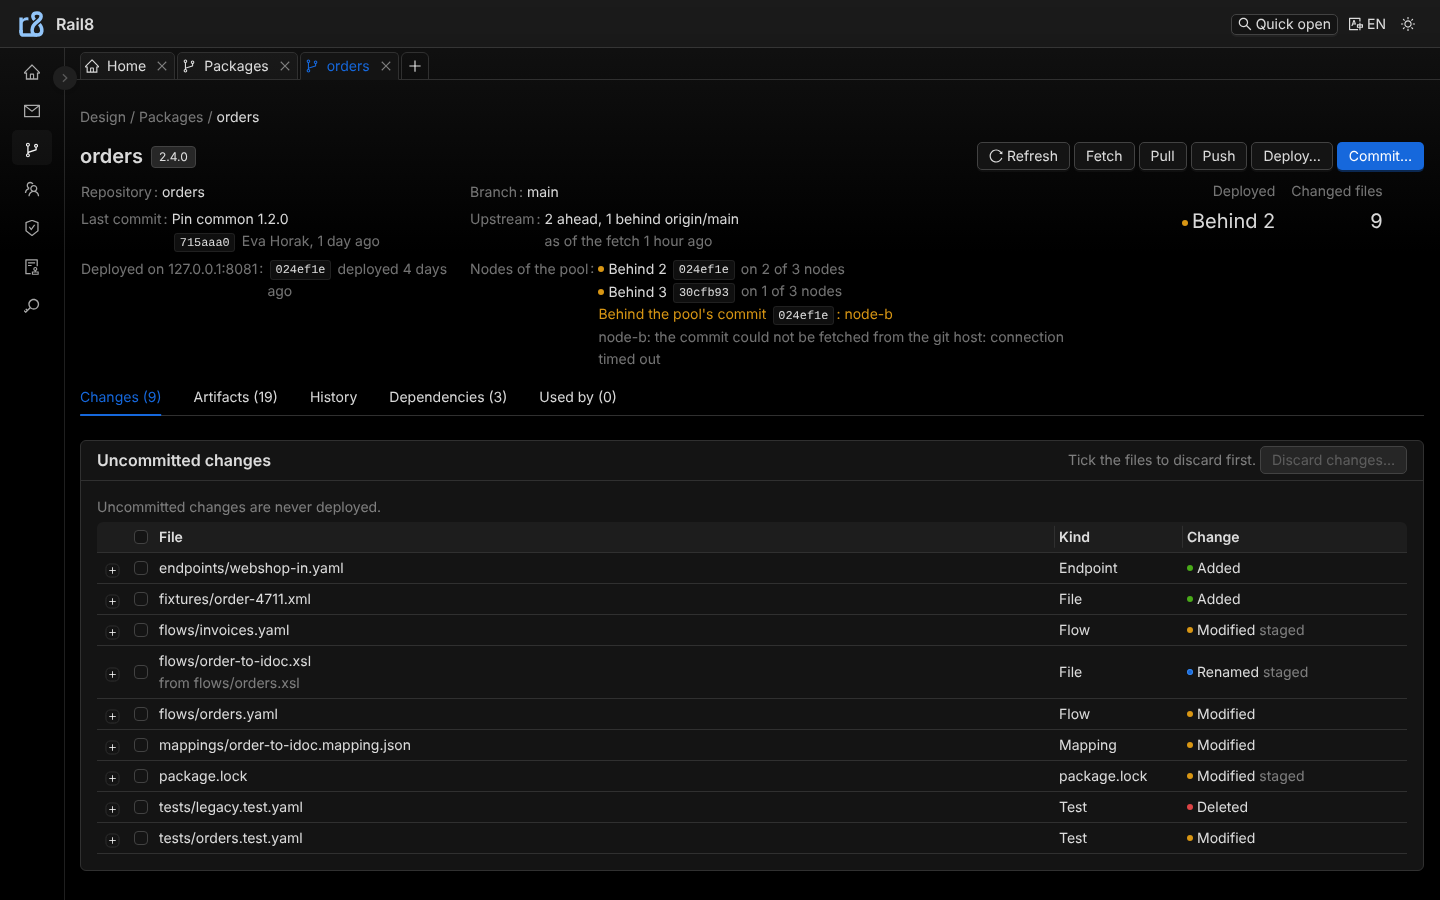 r8 Rail8
Quick open
EN
Home
Packages
orders
Design / Packages / orders
orders 2.4.0
Refresh
Fetch
Pull
Push
Deploy...
Commit...
Repository: orders
Branch: main
Deployed
Changed files
Last commit: Pin common 1.2.0
715aaa0 Eva Horak, 1 day ago
Upstream: 2 ahead, 1 behind origin/main
as of the fetch 1 hour ago
Behind 2
9
Deployed on 127.0.0.1:8081: 024ef1e deployed 4 days
ago
Nodes of the pool: Behind 2 024ef1e on 2 of 3 nodes
Behind 3 30cfb93 on 1 of 3 nodes
Behind the pool's commit 024ef1e : node-b
node-b: the commit could not be fetched from the git host: connection
timed out
Changes (9)
Artifacts (19)
History
Dependencies (3)
Used by (0)
Uncommitted changes
Tick the files to discard first.
Discard changes...
Uncommitted changes are never deployed.
File Kind Change
endpoints/webshop-in.yaml Endpoint Added
fixtures/order-4711.xml File Added
flows/invoices.yaml Flow Modified staged
flows/order-to-idoc.xsl
from flows/orders.xsl
File Renamed staged
flows/orders.yaml Flow Modified
mappings/order-to-idoc.mapping.json Mapping Modified
package.lock package.lock Modified staged
tests/legacy.test.yaml Test Deleted
tests/orders.test.yaml Test Modified